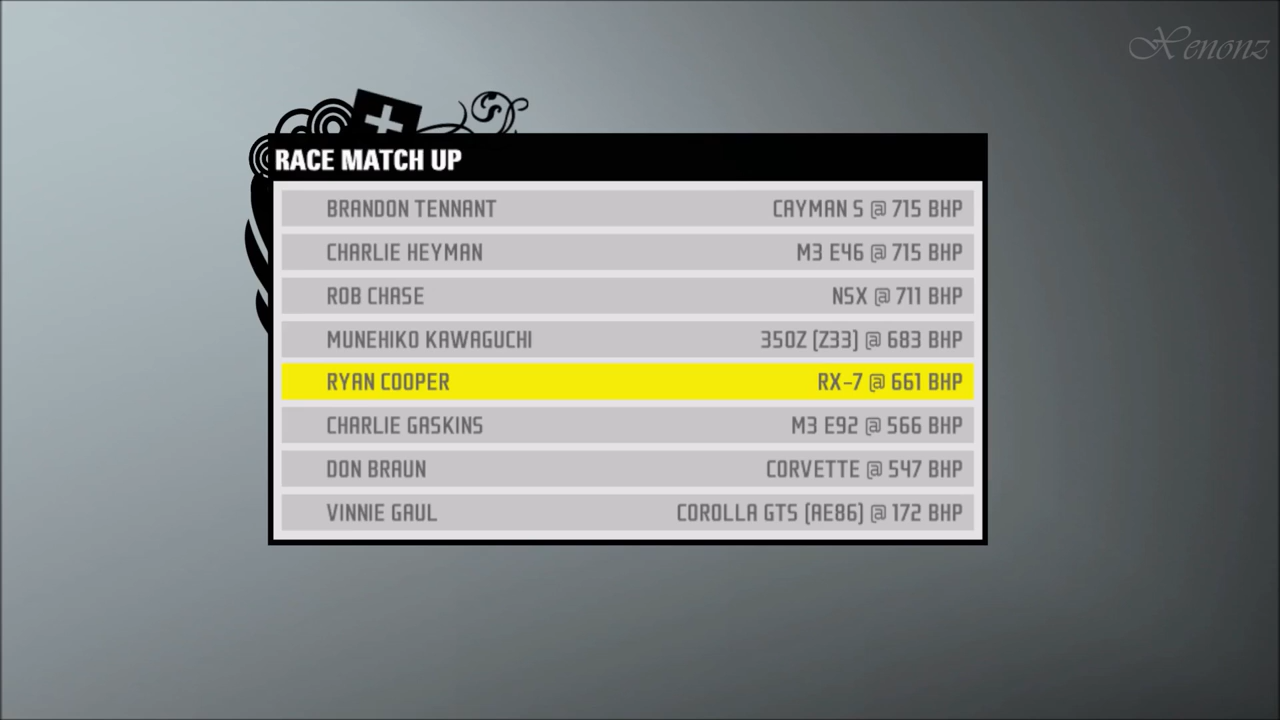 Xenonz
RACE MATCH UP
BRANDON TENNANT CAYMAN S @ 715 BHP
CHARLIE HEYMAN M3 E46 @ 715 BHP
ROB CHASE NSX @ 711 BHP
MUNEHIKO KAWAGUCHI 350Z (Z33) @ 683 BHP
RYAN COOPER RX-7 @ 661 BHP
CHARLIE GASKINS M3 E92 @ 566 BHP
DON BRAUN CORVETTE @ 547 BHP
VINNIE GAUL COROLLA GTS (AE86) @ 172 BHP